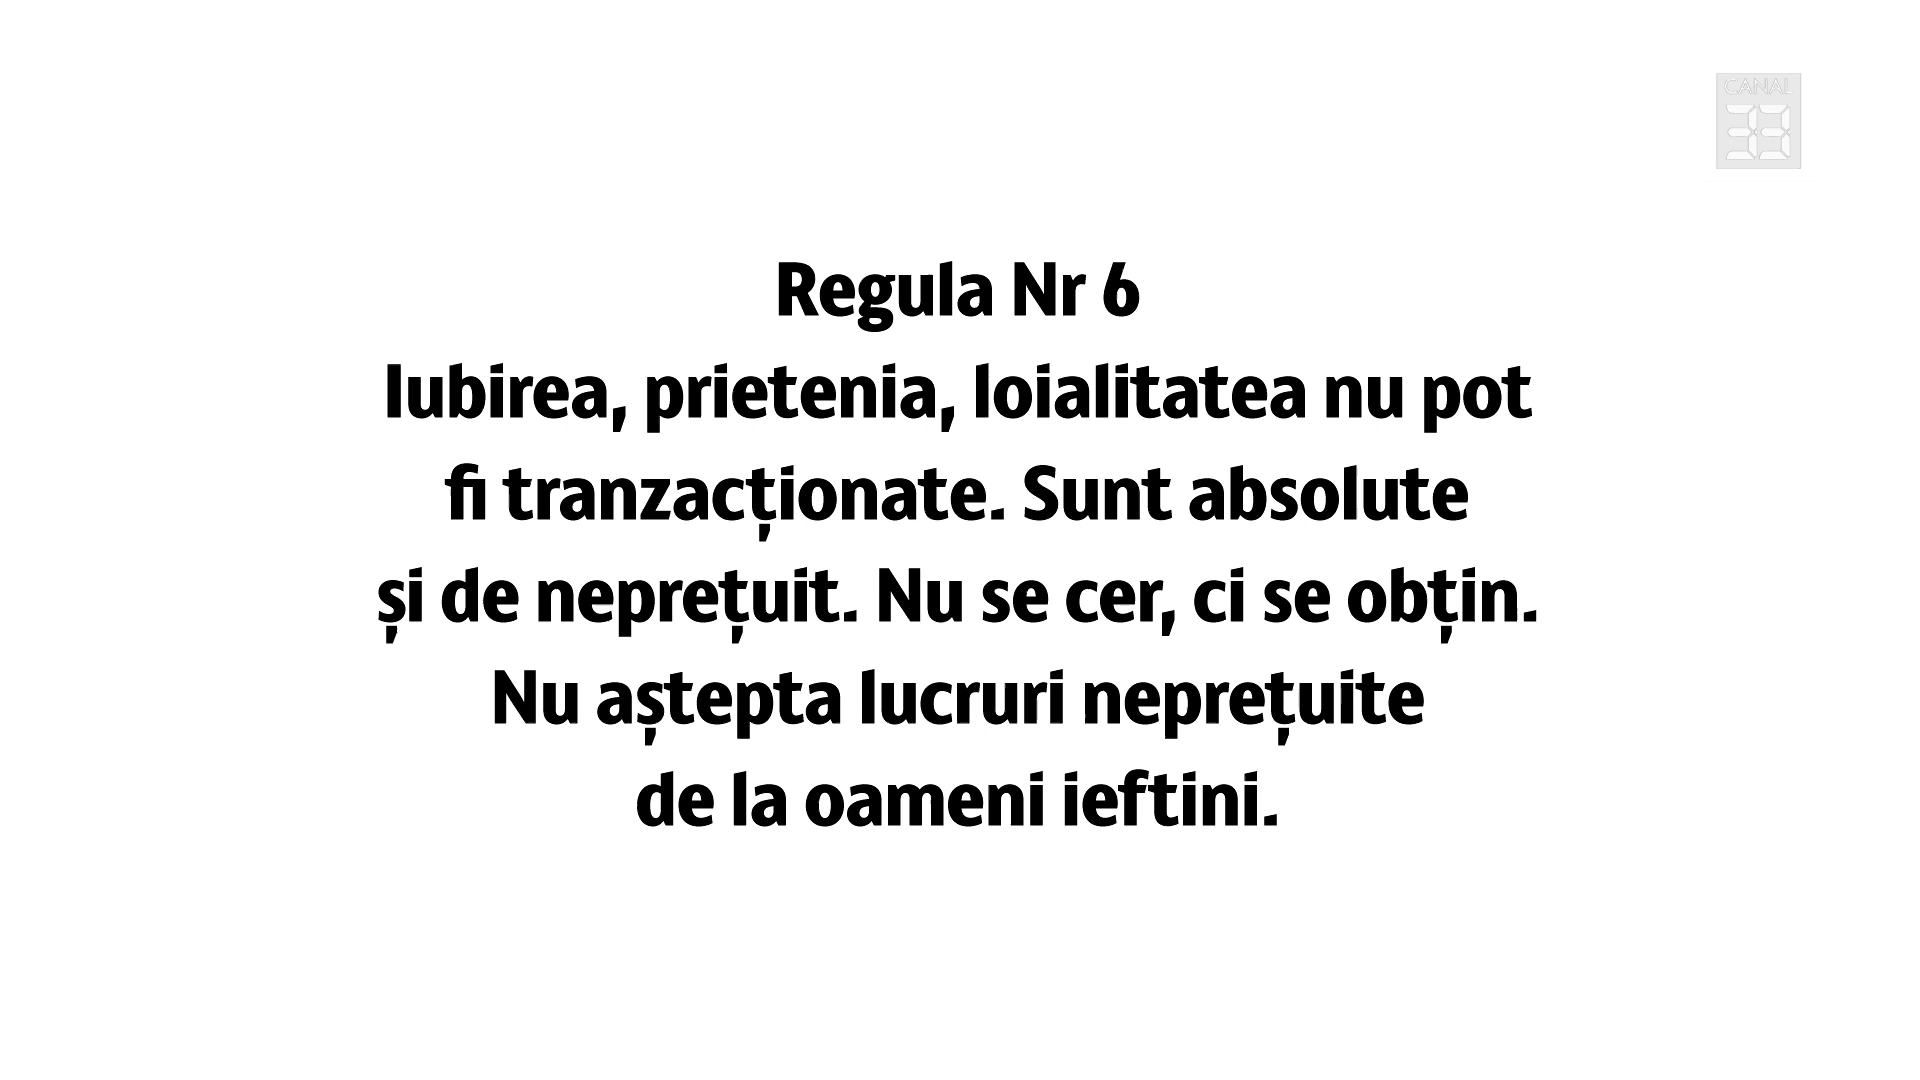 CANAL
33
Regula Nr 6
Iubirea, prietenia, loialitatea nu pot
fi tranzacționate. Sunt absolute
și de neprețuit. Nu se cer, ci se obțin.
Nu aștepta lucruri neprețuite
de la oameni ieftini.